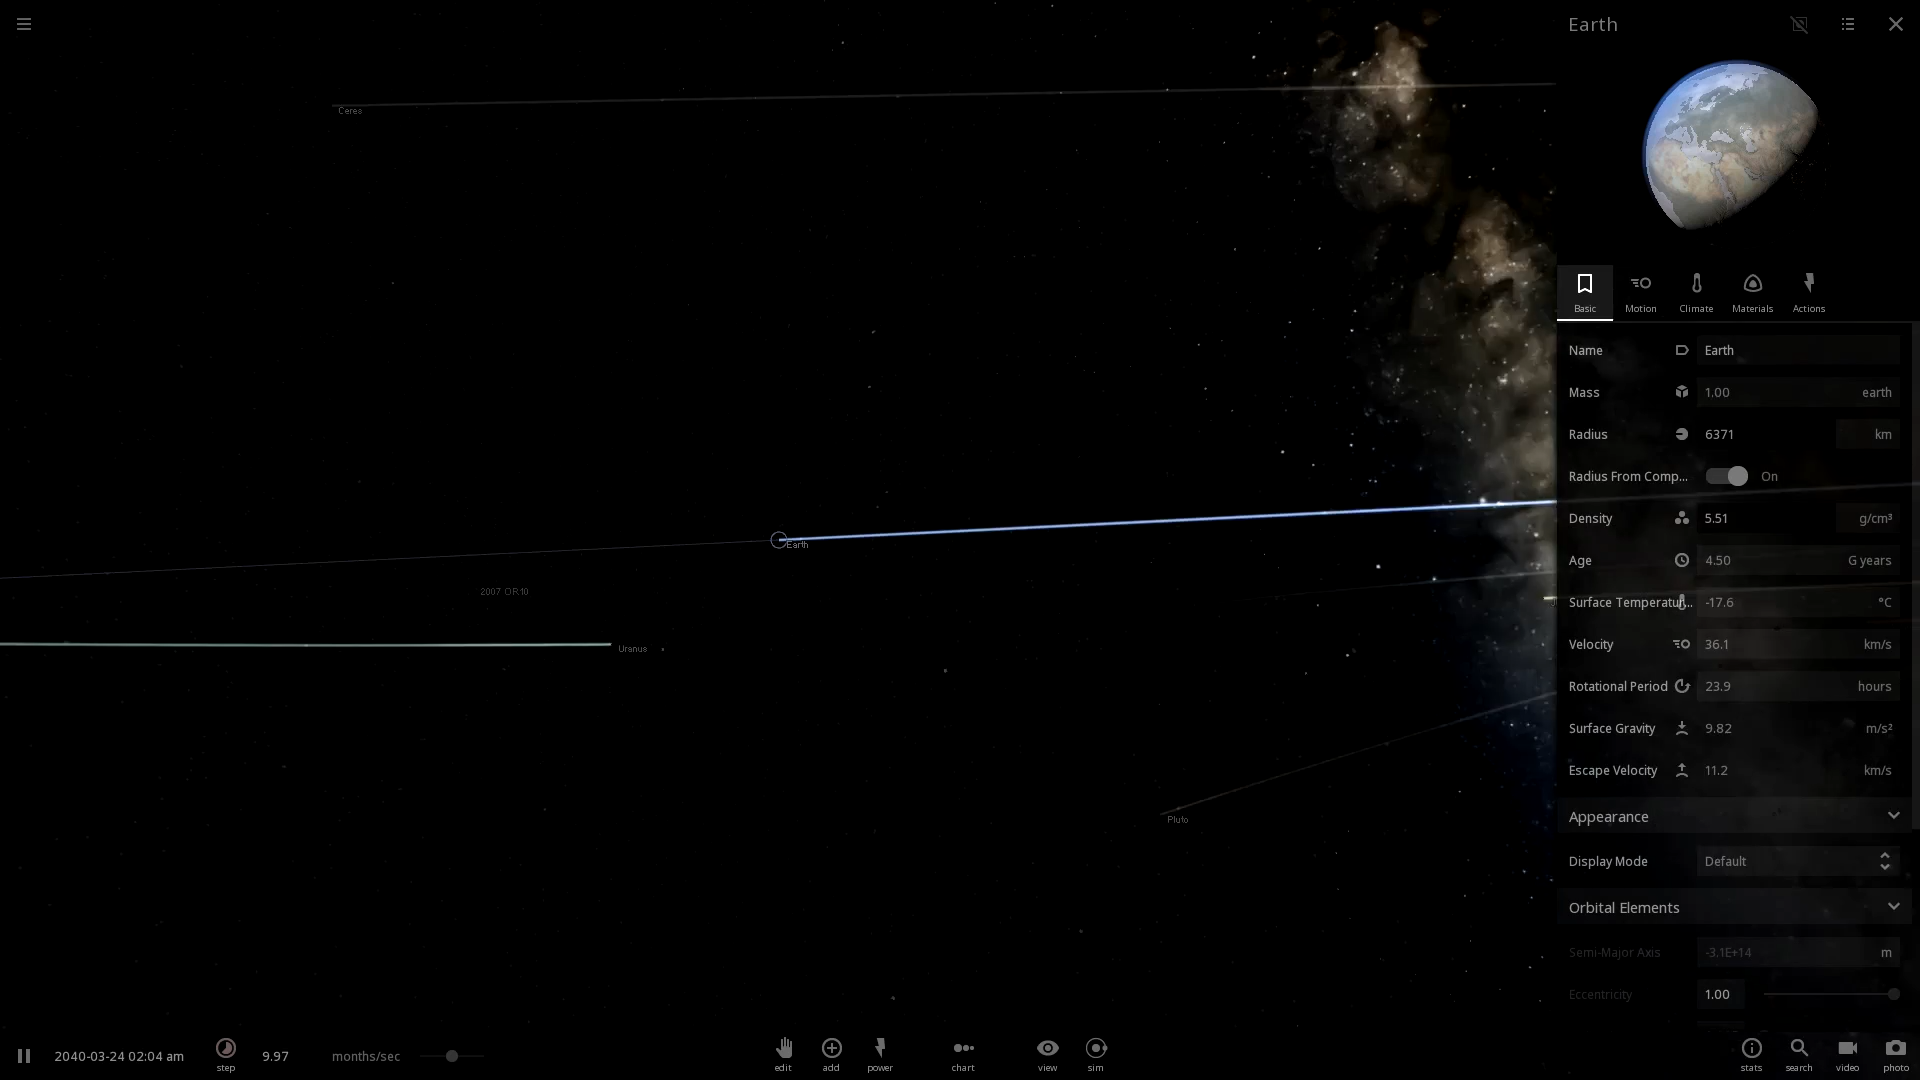 Earth
Ceres
Basic
Motion
Climate
Materials
Actions
Name
Earth
Mass
1.00
earth
Radius
6371
km
Radius From Comp...
On
Density
5.51
g/cm³
Age
4.50
G years
Surface Temperatur...
-17.6
°C
Velocity
36.1
km/s
Rotational Period
23.9
hours
Surface Gravity
9.82
m/s²
Escape Velocity
11.2
km/s
Appearance
Display Mode
Default
Orbital Elements
Semi-Major Axis
-3.1E+14
m
Eccentricity
1.00
Earth
2007 OR10
Uranus
Pluto
2040-03-24 02:04 am
step
9.97
months/sec
edit
add
power
chart
view
sim
stats
search
video
photo